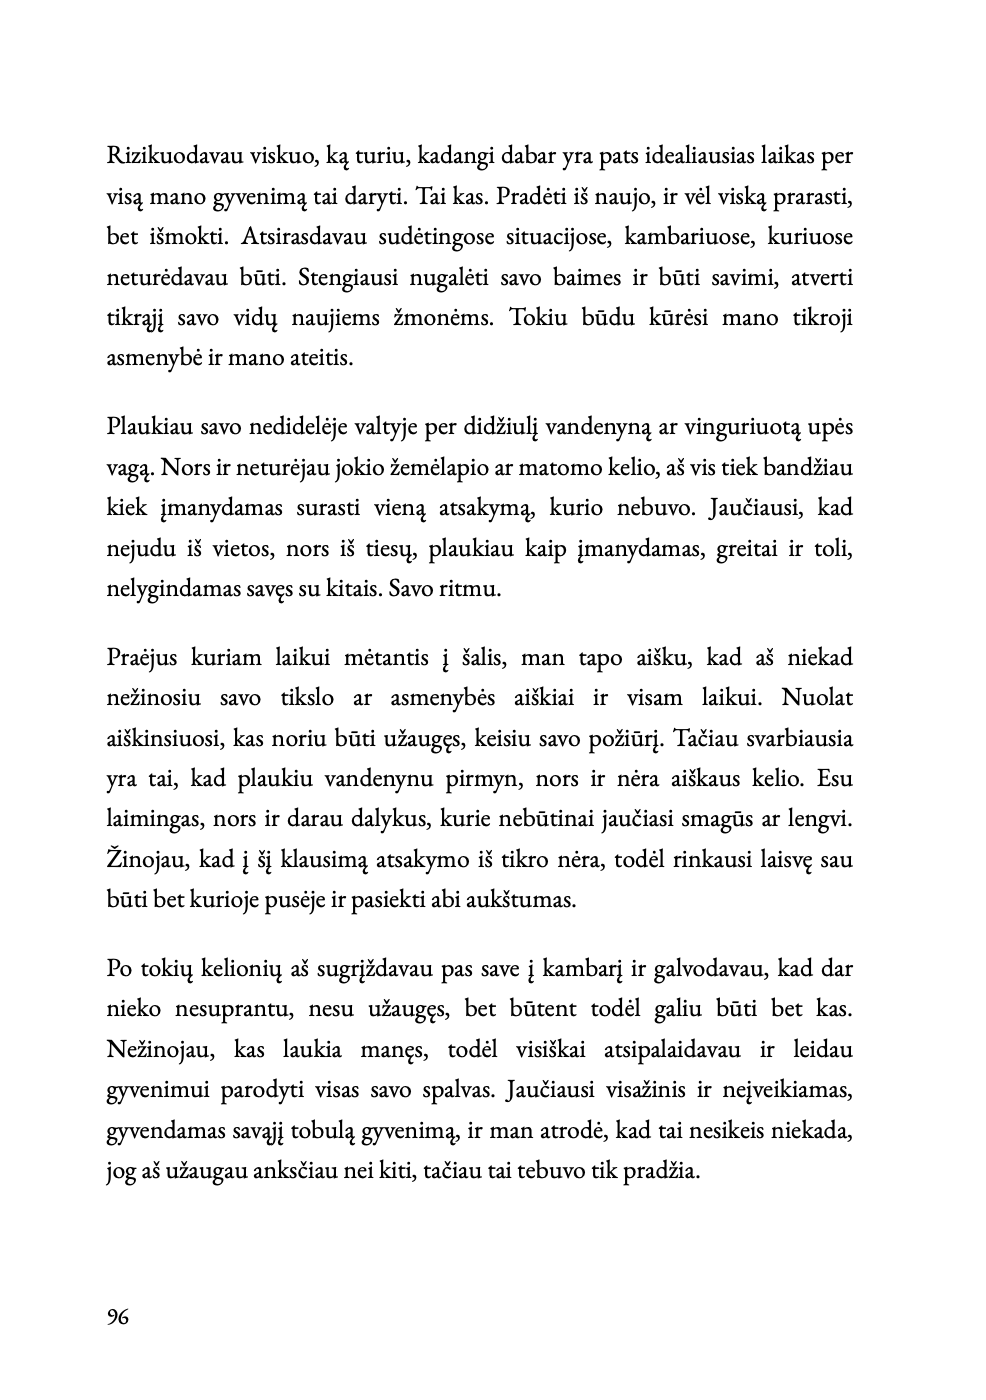 Rizikuodavau viskuo, ką turiu, kadangi dabar yra pats idealiausias laikas per
visą mano gyvenimą tai daryti. Tai kas. Pradėti iš naujo, ir vėl viską prarasti,
bet išmokti. Atsirasdavau sudėtingose situacijose, kambariuose, kuriuose
neturėdavau būti. Stengiausi nugalėti savo baimes ir būti savimi, atverti
tikrąjį savo vidų naujiems žmonėms. Tokiu būdu kūrėsi mano tikroji
asmenybė ir mano ateitis.
Plaukiau savo nedidelėje valtyje per didžiulį vandenyną ar vinguriuotą upės
vagą. Nors ir neturėjau jokio žemėlapio ar matomo kelio, aš vis tiek bandžiau
kiek įmanydamas surasti vieną atsakymą, kurio nebuvo. Jaučiausi, kad
nejudu iš vietos, nors iš tiesų, plaukiau kaip įmanydamas, greitai ir toli,
nelygindamas savęs su kitais. Savo ritmu.
Praėjus kuriam laikui mėtantis į šalis, man tapo aišku, kad aš niekad
nežinosiu savo tikslo ar asmenybės aiškiai ir visam laikui. Nuolat
aiškinsiuosi, kas noriu būti užaugęs, keisiu savo požiūrį. Tačiau svarbiausia
yra tai, kad plaukiu vandenynu pirmyn, nors ir nėra aiškaus kelio. Esu
laimingas, nors ir darau dalykus, kurie nebūtinai jaučiasi smagūs ar lengvi.
Žinojau, kad į šį klausimą atsakymo iš tikro nėra, todėl rinkausi laisvę sau
būti bet kurioje pusėje ir pasiekti abi aukštumas.
Po tokių kelionių aš sugrįždavau pas save į kambarį ir galvodavau, kad dar
nieko nesuprantu, nesu užaugęs, bet būtent todėl galiu būti bet kas.
Nežinojau, kas laukia manęs, todėl visiškai atsipalaidavau ir leidau
gyvenimui parodyti visas savo spalvas. Jaučiausi visažinis ir neįveikiamas,
gyvendamas savąjį tobulą gyvenimą, ir man atrodė, kad tai nesikeis niekada,
jog aš užaugau anksčiau nei kiti, tačiau tai tebuvo tik pradžia.
96